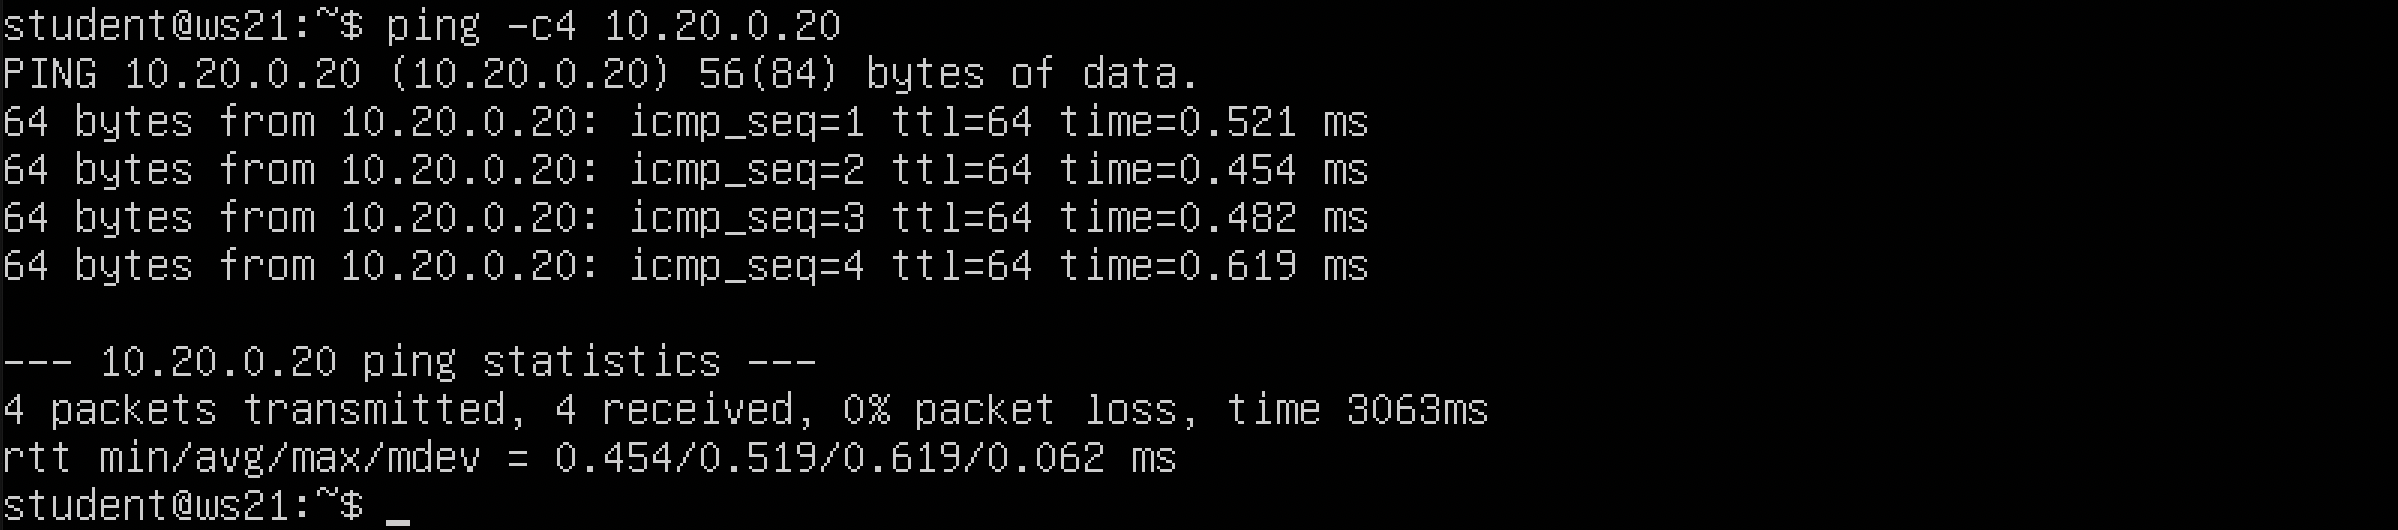 student@ws21:~$ ping -c4 10.20.0.20
PING 10.20.0.20 (10.20.0.20) 56(84) bytes of data.
64 bytes from 10.20.0.20: icmp_seq=1 ttl=64 time=0.521 ms
64 bytes from 10.20.0.20: icmp_seq=2 ttl=64 time=0.454 ms
64 bytes from 10.20.0.20: icmp_seq=3 ttl=64 time=0.482 ms
64 bytes from 10.20.0.20: icmp_seq=4 ttl=64 time=0.619 ms

--- 10.20.0.20 ping statistics ---
4 packets transmitted, 4 received, 0% packet loss, time 3063ms
rtt min/avg/max/mdev = 0.454/0.519/0.619/0.062 ms
student@ws21:~$ _